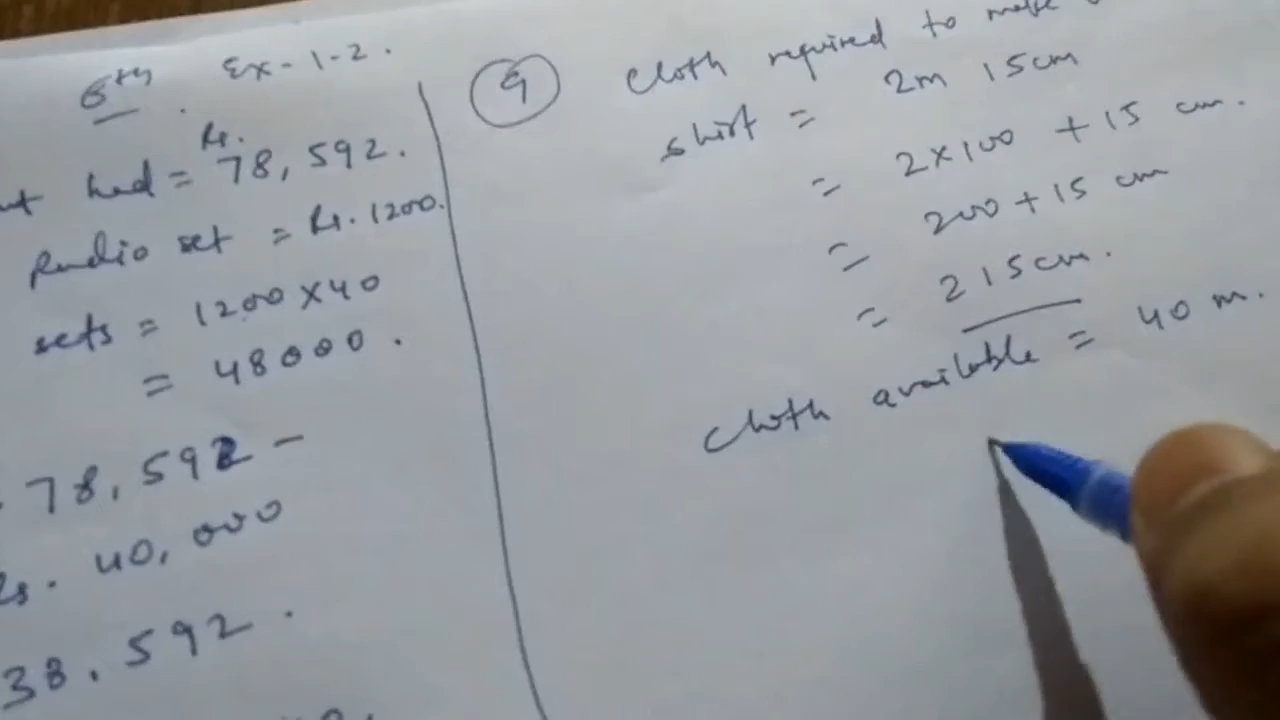 6th. Ex-1-2.
had = Rs. 78,592.
Radio set = Rs. 1200.
sets = 1200×40
= 48000.
78,592 -
Rs. 40,000
38,592.
9 Cloth required to make
shirt = 2m 15cm
= 2×100 + 15 cm.
= 200 + 15 cm
= 215cm.
Cloth available = 40 m.